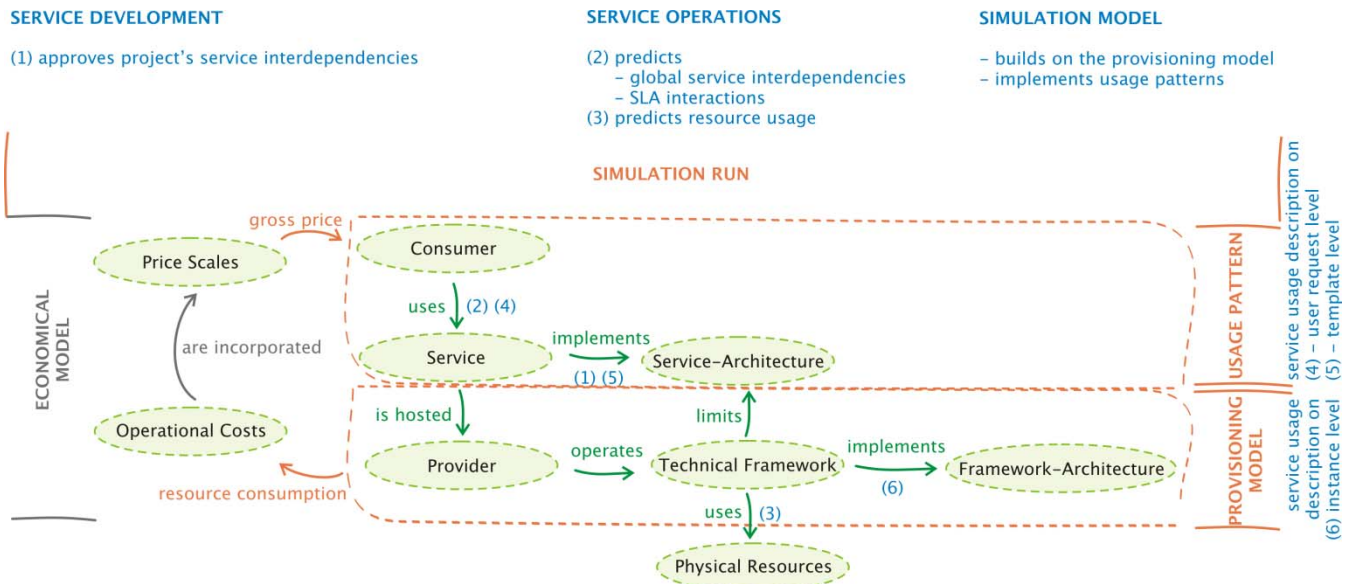 SERVICE DEVELOPMENT
(1) approves project's service interdependencies
SERVICE OPERATIONS
(2) predicts
– global service interdependencies
– SLA interactions
(3) predicts resource usage
SIMULATION MODEL
– builds on the provisioning model
– implements usage patterns
SIMULATION RUN
ECONOMICAL
MODEL
gross price
Price Scales
are incorporated
Operational Costs
resource consumption
Consumer
uses
(2) (4)
Service
implements
(1) (5)
Service-Architecture
is hosted
limits
Provider
operates
Technical Framework
implements
(6)
Framework-Architecture
uses
(3)
Physical Resources
USAGE PATTERN
service usage description on
(4) – user request level
(5) – template level
PROVISIONING
MODEL
service usage
description on
(6) instance level